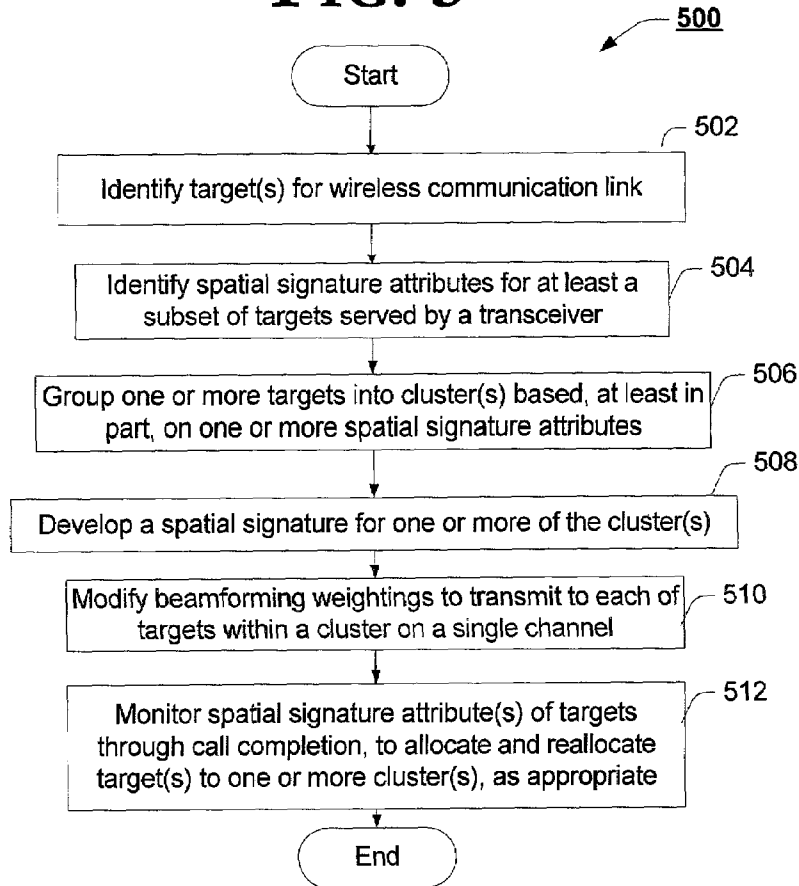 500
Start
502
Identify target(s) for wireless communication link
504
Identify spatial signature attributes for at least a
subset of targets served by a transceiver
506
Group one or more targets into cluster(s) based, at least in
part, on one or more spatial signature attributes
508
Develop a spatial signature for one or more of the cluster(s)
510
Modify beamforming weightings to transmit to each of
targets within a cluster on a single channel
512
Monitor spatial signature attribute(s) of targets
through call completion, to allocate and reallocate
target(s) to one or more cluster(s), as appropriate
End